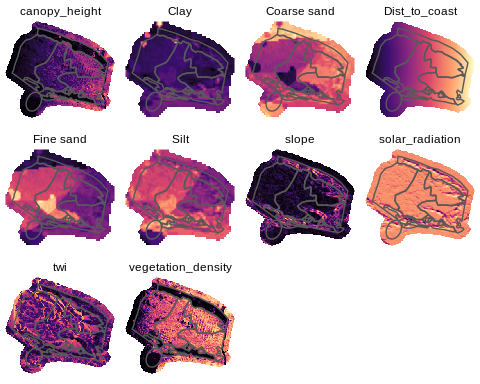 canopy_height
Clay
Coarse sand
Dist_to_coast
Fine sand
Silt
slope
solar_radiation
twi
vegetation_density